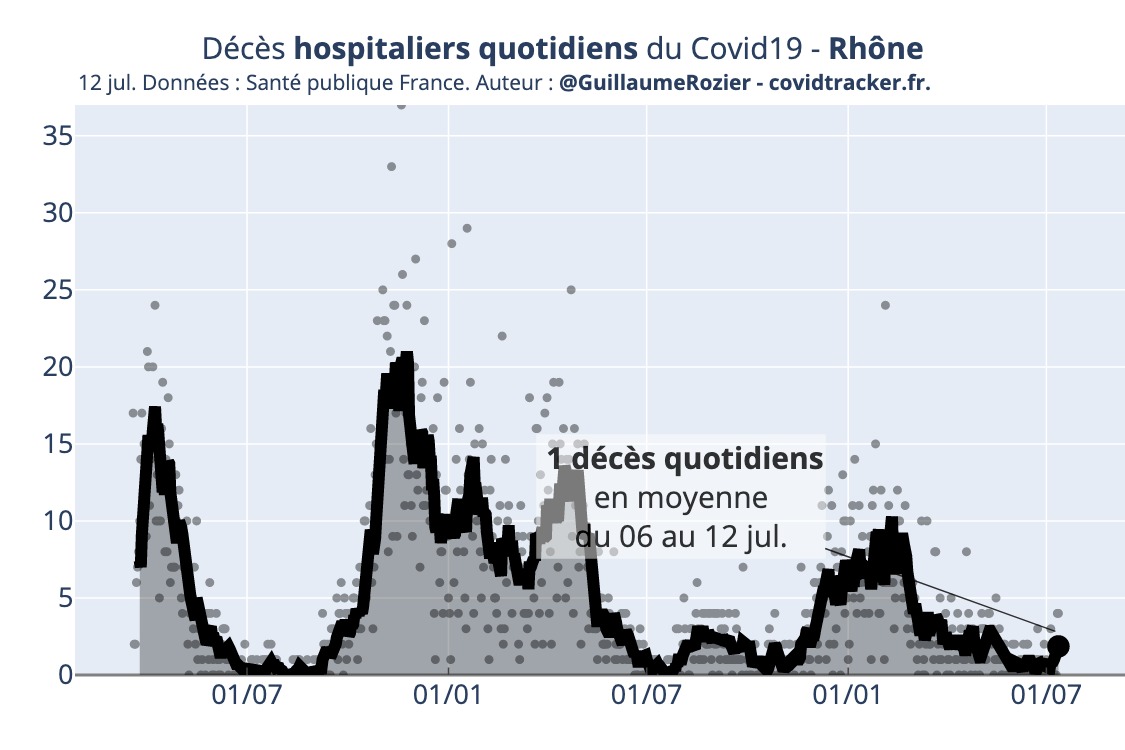 Décès hospitaliers quotidiens du Covid19 - Rhône
12 jul. Données : Santé publique France. Auteur : @GuillaumeRozier - covidtracker.fr.
35
30
25
20
15
10
5
0
1 décès quotidiens
en moyenne
du 06 au 12 jul.
01/07
01/01
01/07
01/01
01/07